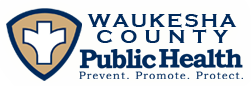 WAUKESHA
COUNTY
Public Health
Prevent. Promote. Protect.